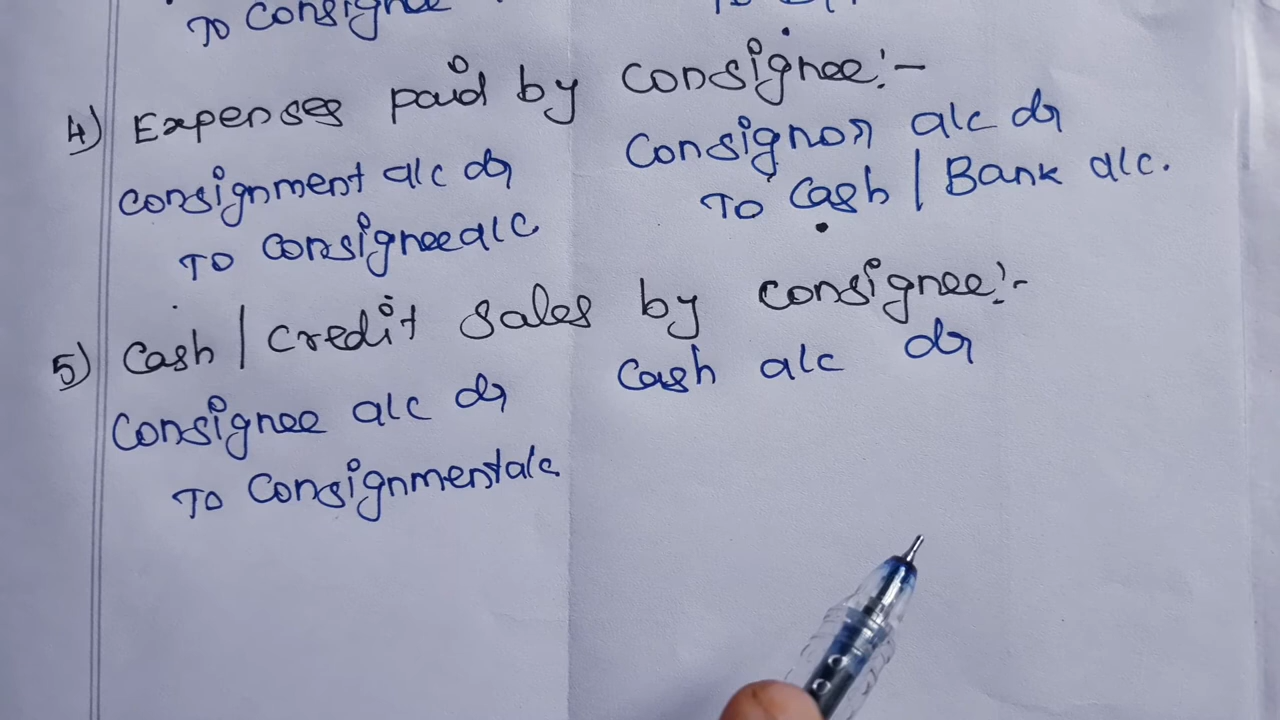 To Consignee
To
4) Expenses paid by consignee:-
consignment a/c dr
To consignee a/c
Consignor a/c dr
To Cash / Bank a/c.
5) Cash / credit sales by consignee:-
Consignee a/c dr
To Consignment a/c
Cash a/c dr